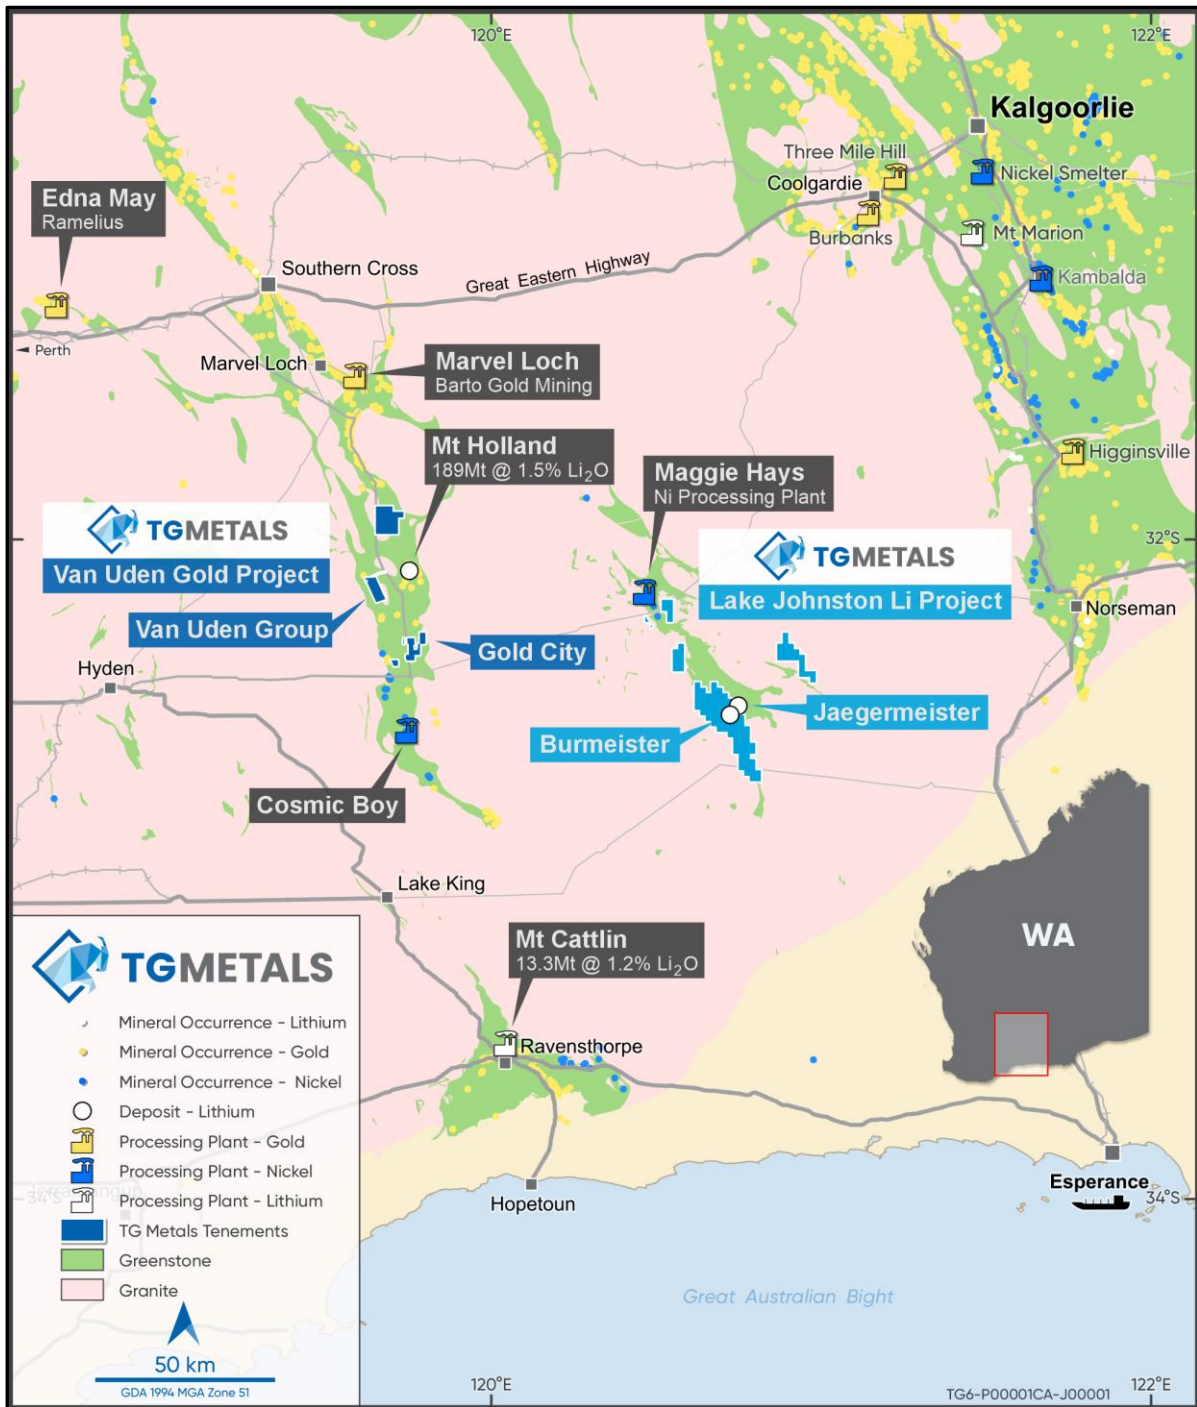 120°E
122°E
Kalgoorlie
Three Mile Hill
Coolgardie
Nickel Smelter
Edna May
Ramelius
Burbanks
Mt Marion
Southern Cross
Great Eastern Highway
Kambalda
Perth
Marvel Loch
Marvel Loch
Barto Gold Mining
Mt Holland
189Mt @ 1.5% Li₂O
Higginsville
Maggie Hays
Ni Processing Plant
TGMETALS
Van Uden Gold Project
32°S
TGMETALS
Lake Johnston Li Project
Van Uden Group
Norseman
Gold City
Hyden
Jaegermeister
Burmeister
Cosmic Boy
Lake King
WA
Mt Cattlin
13.3Mt @ 1.2% Li₂O
Ravensthorpe
TGMETALS
Mineral Occurrence - Lithium
Mineral Occurrence - Gold
Mineral Occurrence - Nickel
Deposit - Lithium
Processing Plant - Gold
Processing Plant - Nickel
Processing Plant - Lithium
TG Metals Tenements
Greenstone
Granite
50 km
GDA 1994 MGA Zone 51
34°S
Hopetoun
Esperance
34°S
Great Australian Bight
120°E
TG6-P00001CA-J00001
122°E